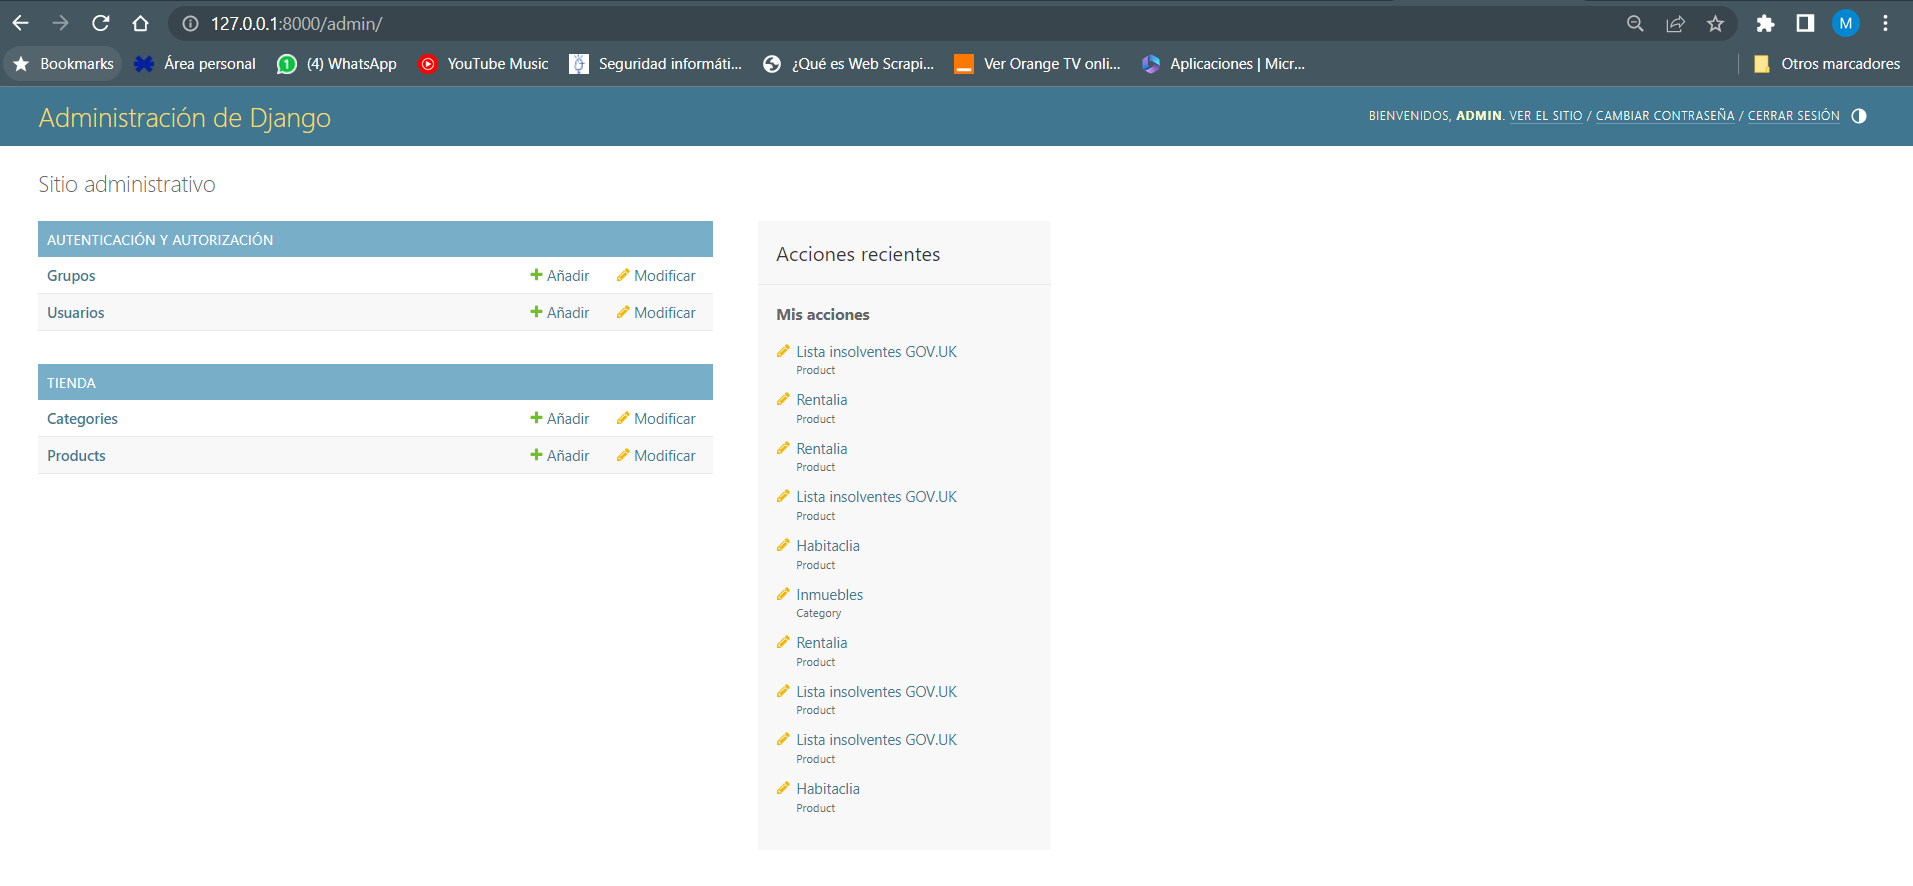 127.0.0.1:8000/admin/
M
Bookmarks Área personal 1 (4) WhatsApp YouTube Music Seguridad informáti... ¿Qué es Web Scrapi... Ver Orange TV onli... Aplicaciones | Micr... Otros marcadores
Administración de Django
BIENVENIDOS, ADMIN. VER EL SITIO / CAMBIAR CONTRASEÑA / CERRAR SESIÓN
Sitio administrativo
AUTENTICACIÓN Y AUTORIZACIÓN
Grupos Añadir Modificar
Usuarios Añadir Modificar
TIENDA
Categories Añadir Modificar
Products Añadir Modificar
Acciones recientes
Mis acciones
Lista insolventes GOV.UK
Product
Rentalia
Product
Rentalia
Product
Lista insolventes GOV.UK
Product
Habitaclia
Product
Inmuebles
Category
Rentalia
Product
Lista insolventes GOV.UK
Product
Lista insolventes GOV.UK
Product
Habitaclia
Product